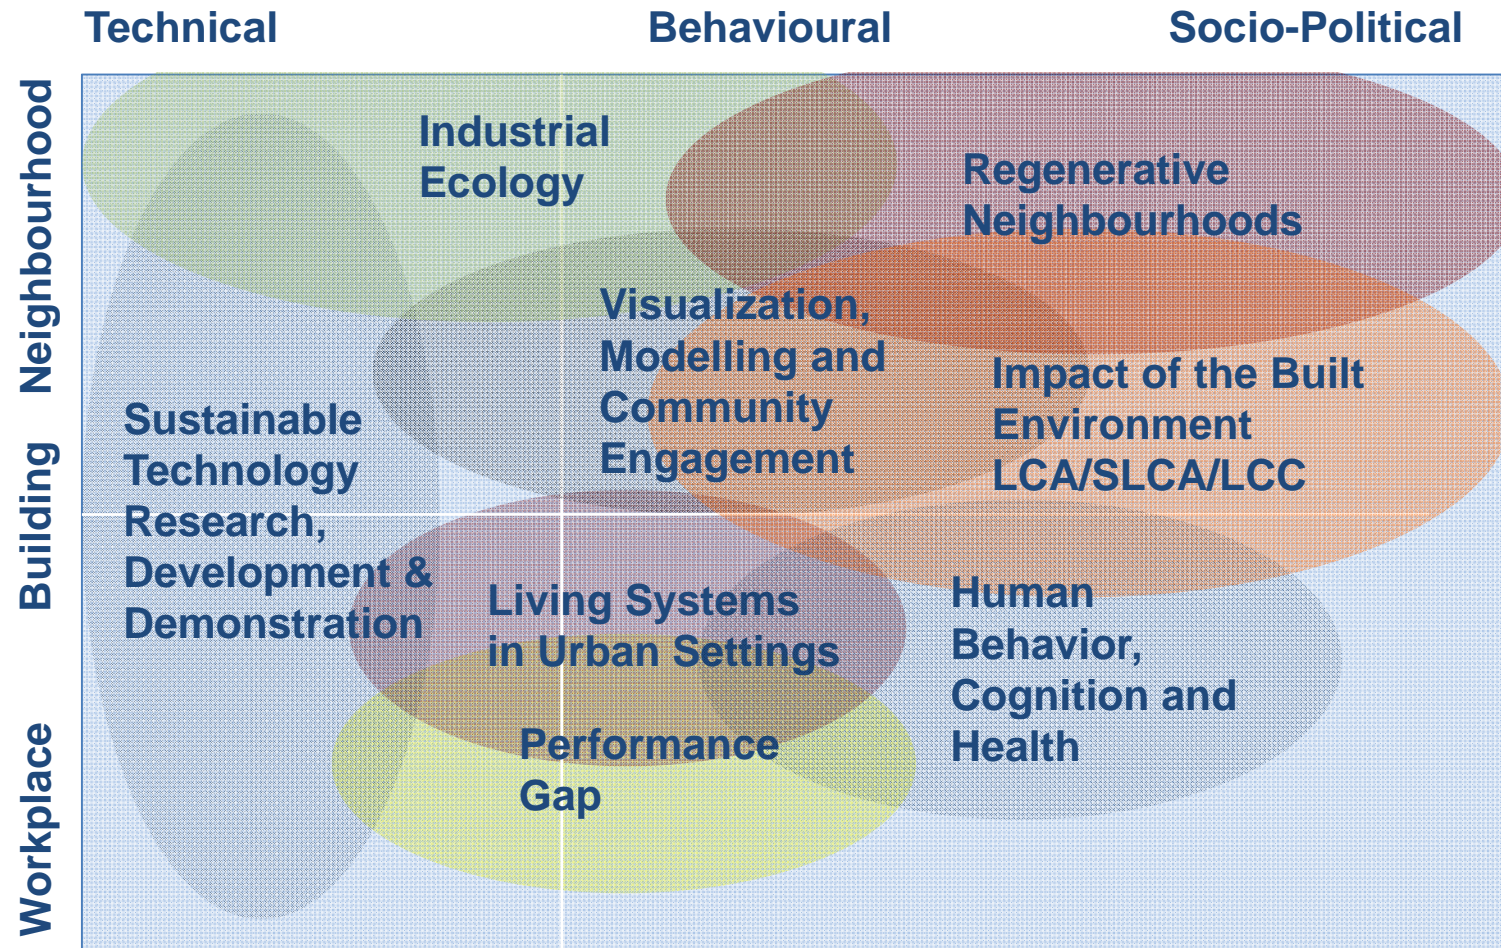 Technical
Behavioural
Socio-Political
Neighbourhood
Building
Workplace
Industrial
Ecology
Regenerative
Neighbourhoods
Visualization,
Modelling and
Community
Engagement
Impact of the Built
Environment
LCA/SLCA/LCC
Sustainable
Technology
Research,
Development &
Demonstration
Living Systems
in Urban Settings
Human
Behavior,
Cognition and
Health
Performance
Gap